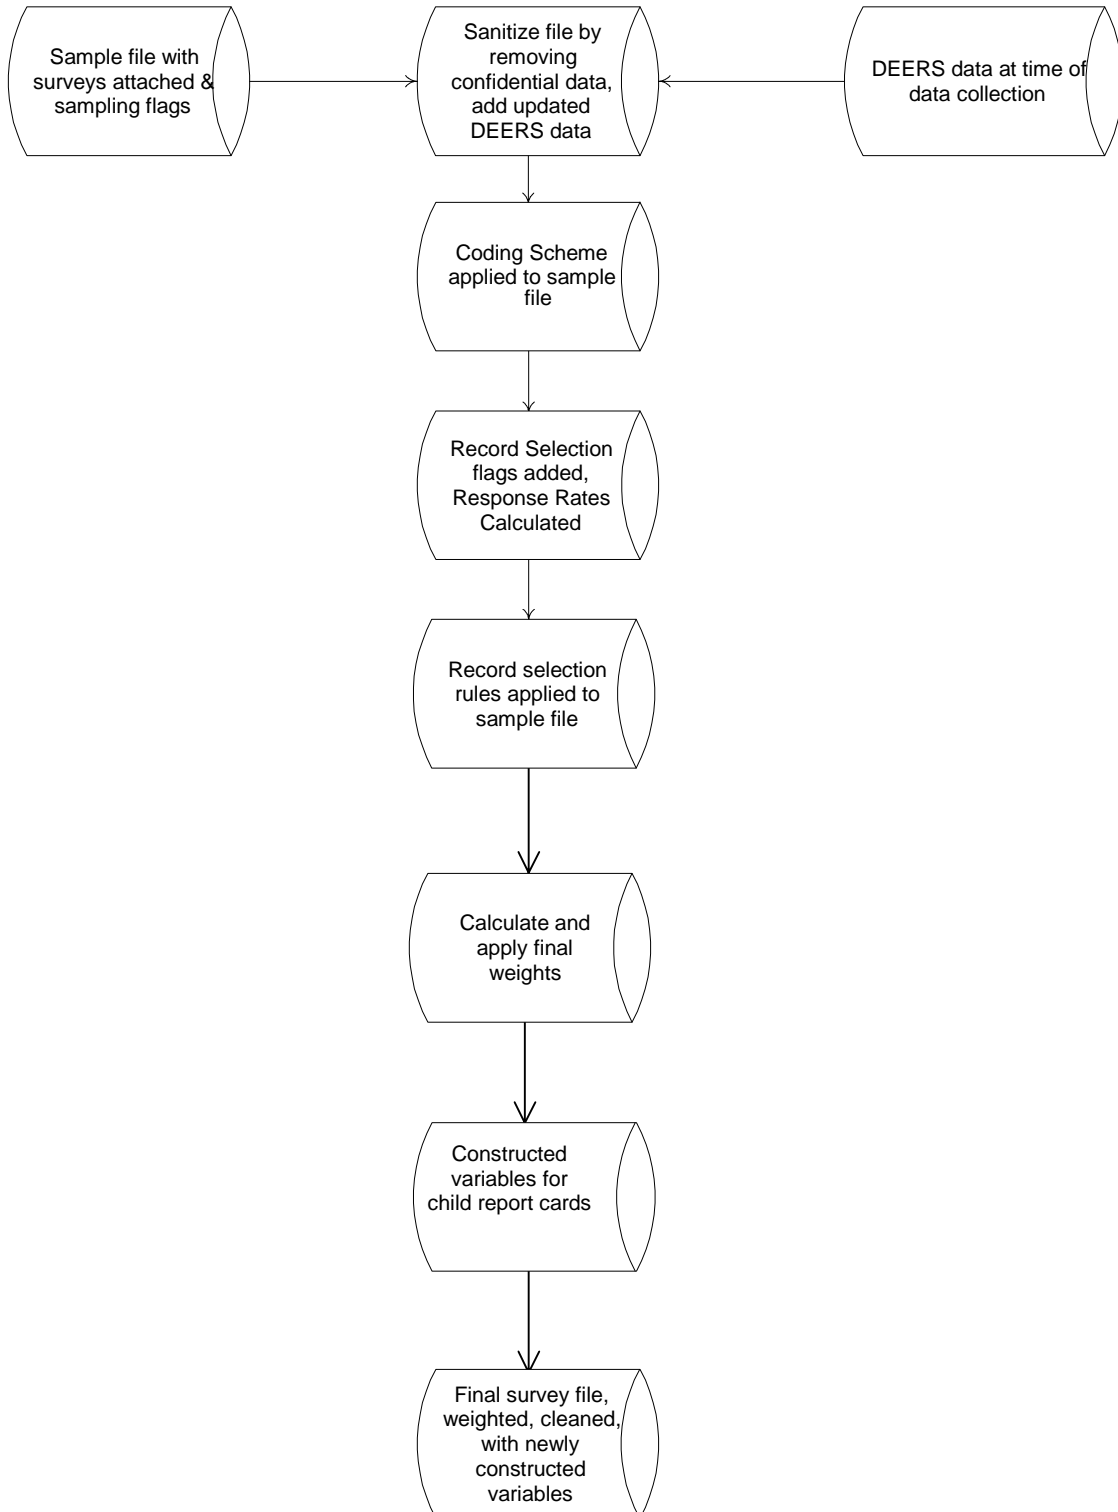 Sample file with
surveys attached &
sampling flags
Sanitize file by
removing
confidential data,
add updated
DEERS data
DEERS data at time of
data collection
Coding Scheme
applied to sample
file
Record Selection
flags added,
Response Rates
Calculated
Record selection
rules applied to
sample file
Calculate and
apply final
weights
Constructed
variables for
child report cards
Final survey file,
weighted, cleaned,
with newly
constructed
variables